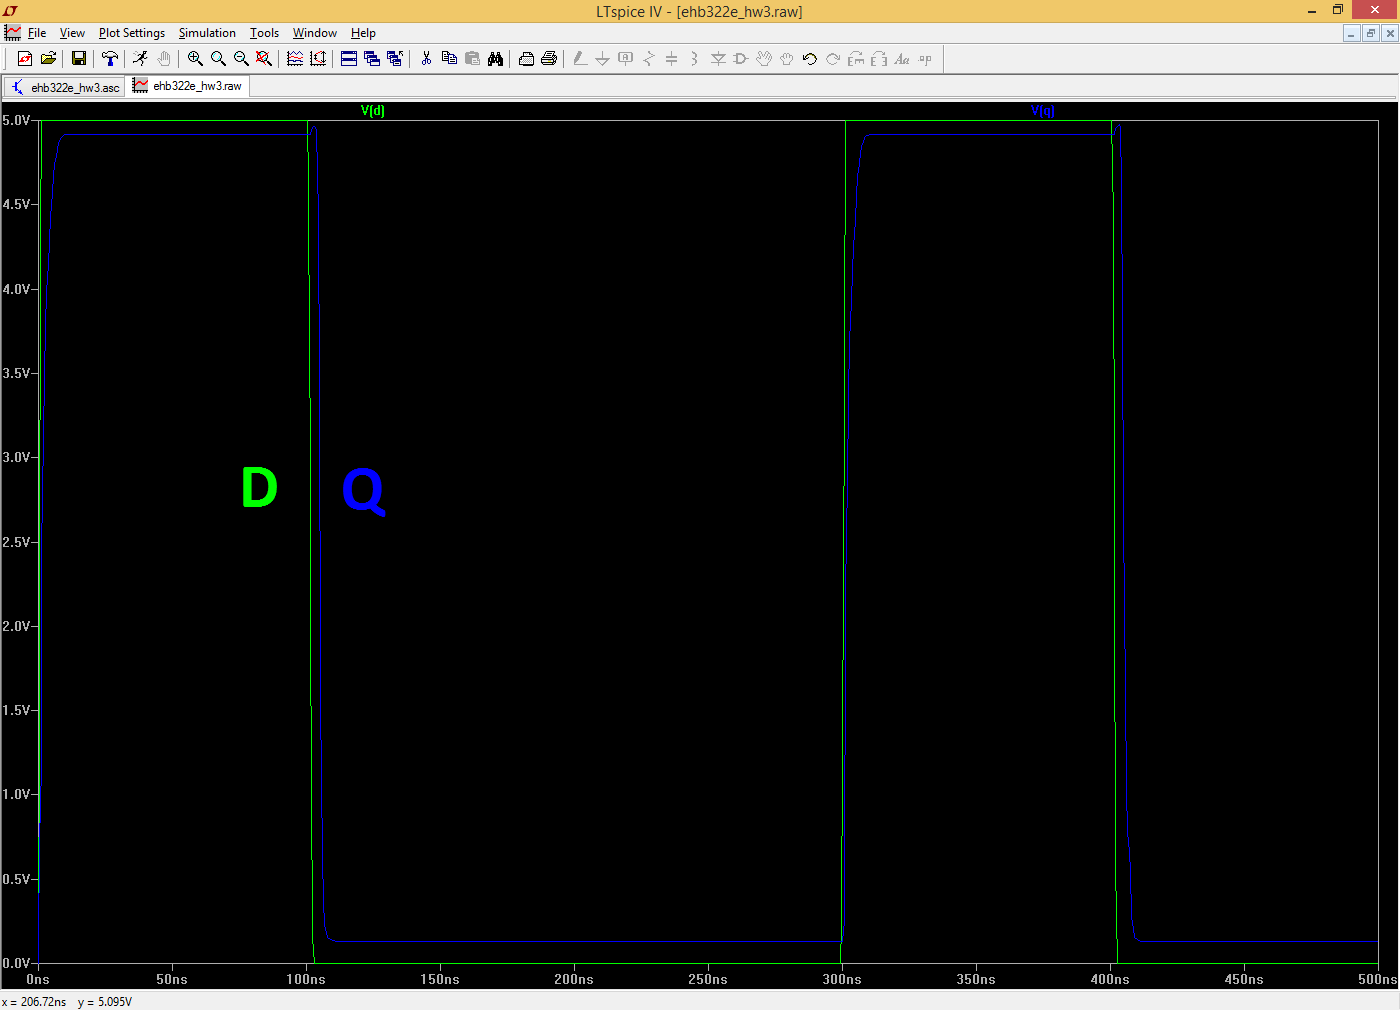 LTspice IV - [ehb322e_hw3.raw]
File View Plot Settings Simulation Tools Window Help
ehb322e_hw3.asc ehb322e_hw3.raw
V(d) V(q)
5.0V
4.5V
4.0V
3.5V
3.0V
D Q
2.5V
2.0V
1.5V
1.0V
0.5V
0.0V
0ns 50ns 100ns 150ns 200ns 250ns 300ns 350ns 400ns 450ns 500ns
x = 206.72ns y = 5.095V